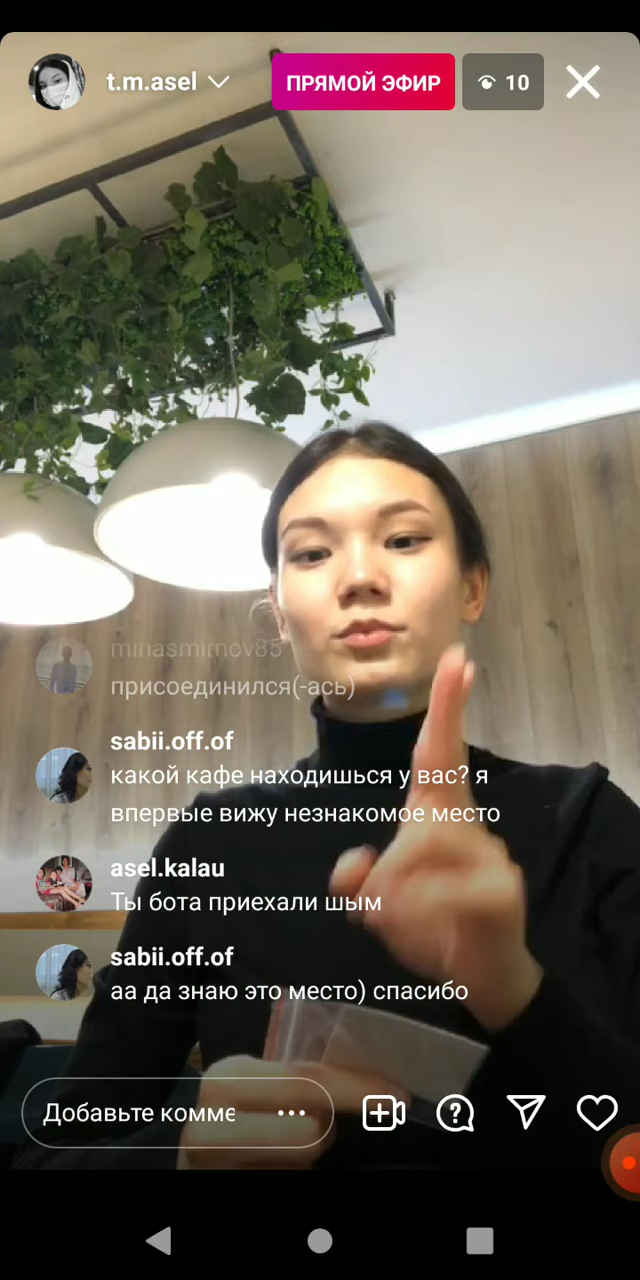 t.m.asel
ПРЯМОЙ ЭФИР
10
mihasmirnov85
присоединился(-ась)
sabii.off.of
какой кафе находишься у вас? я
впервые вижу незнакомое место
asel.kalau
Ты бота приехали шым
sabii.off.of
аа да знаю это место) спасибо
Добавьте комме